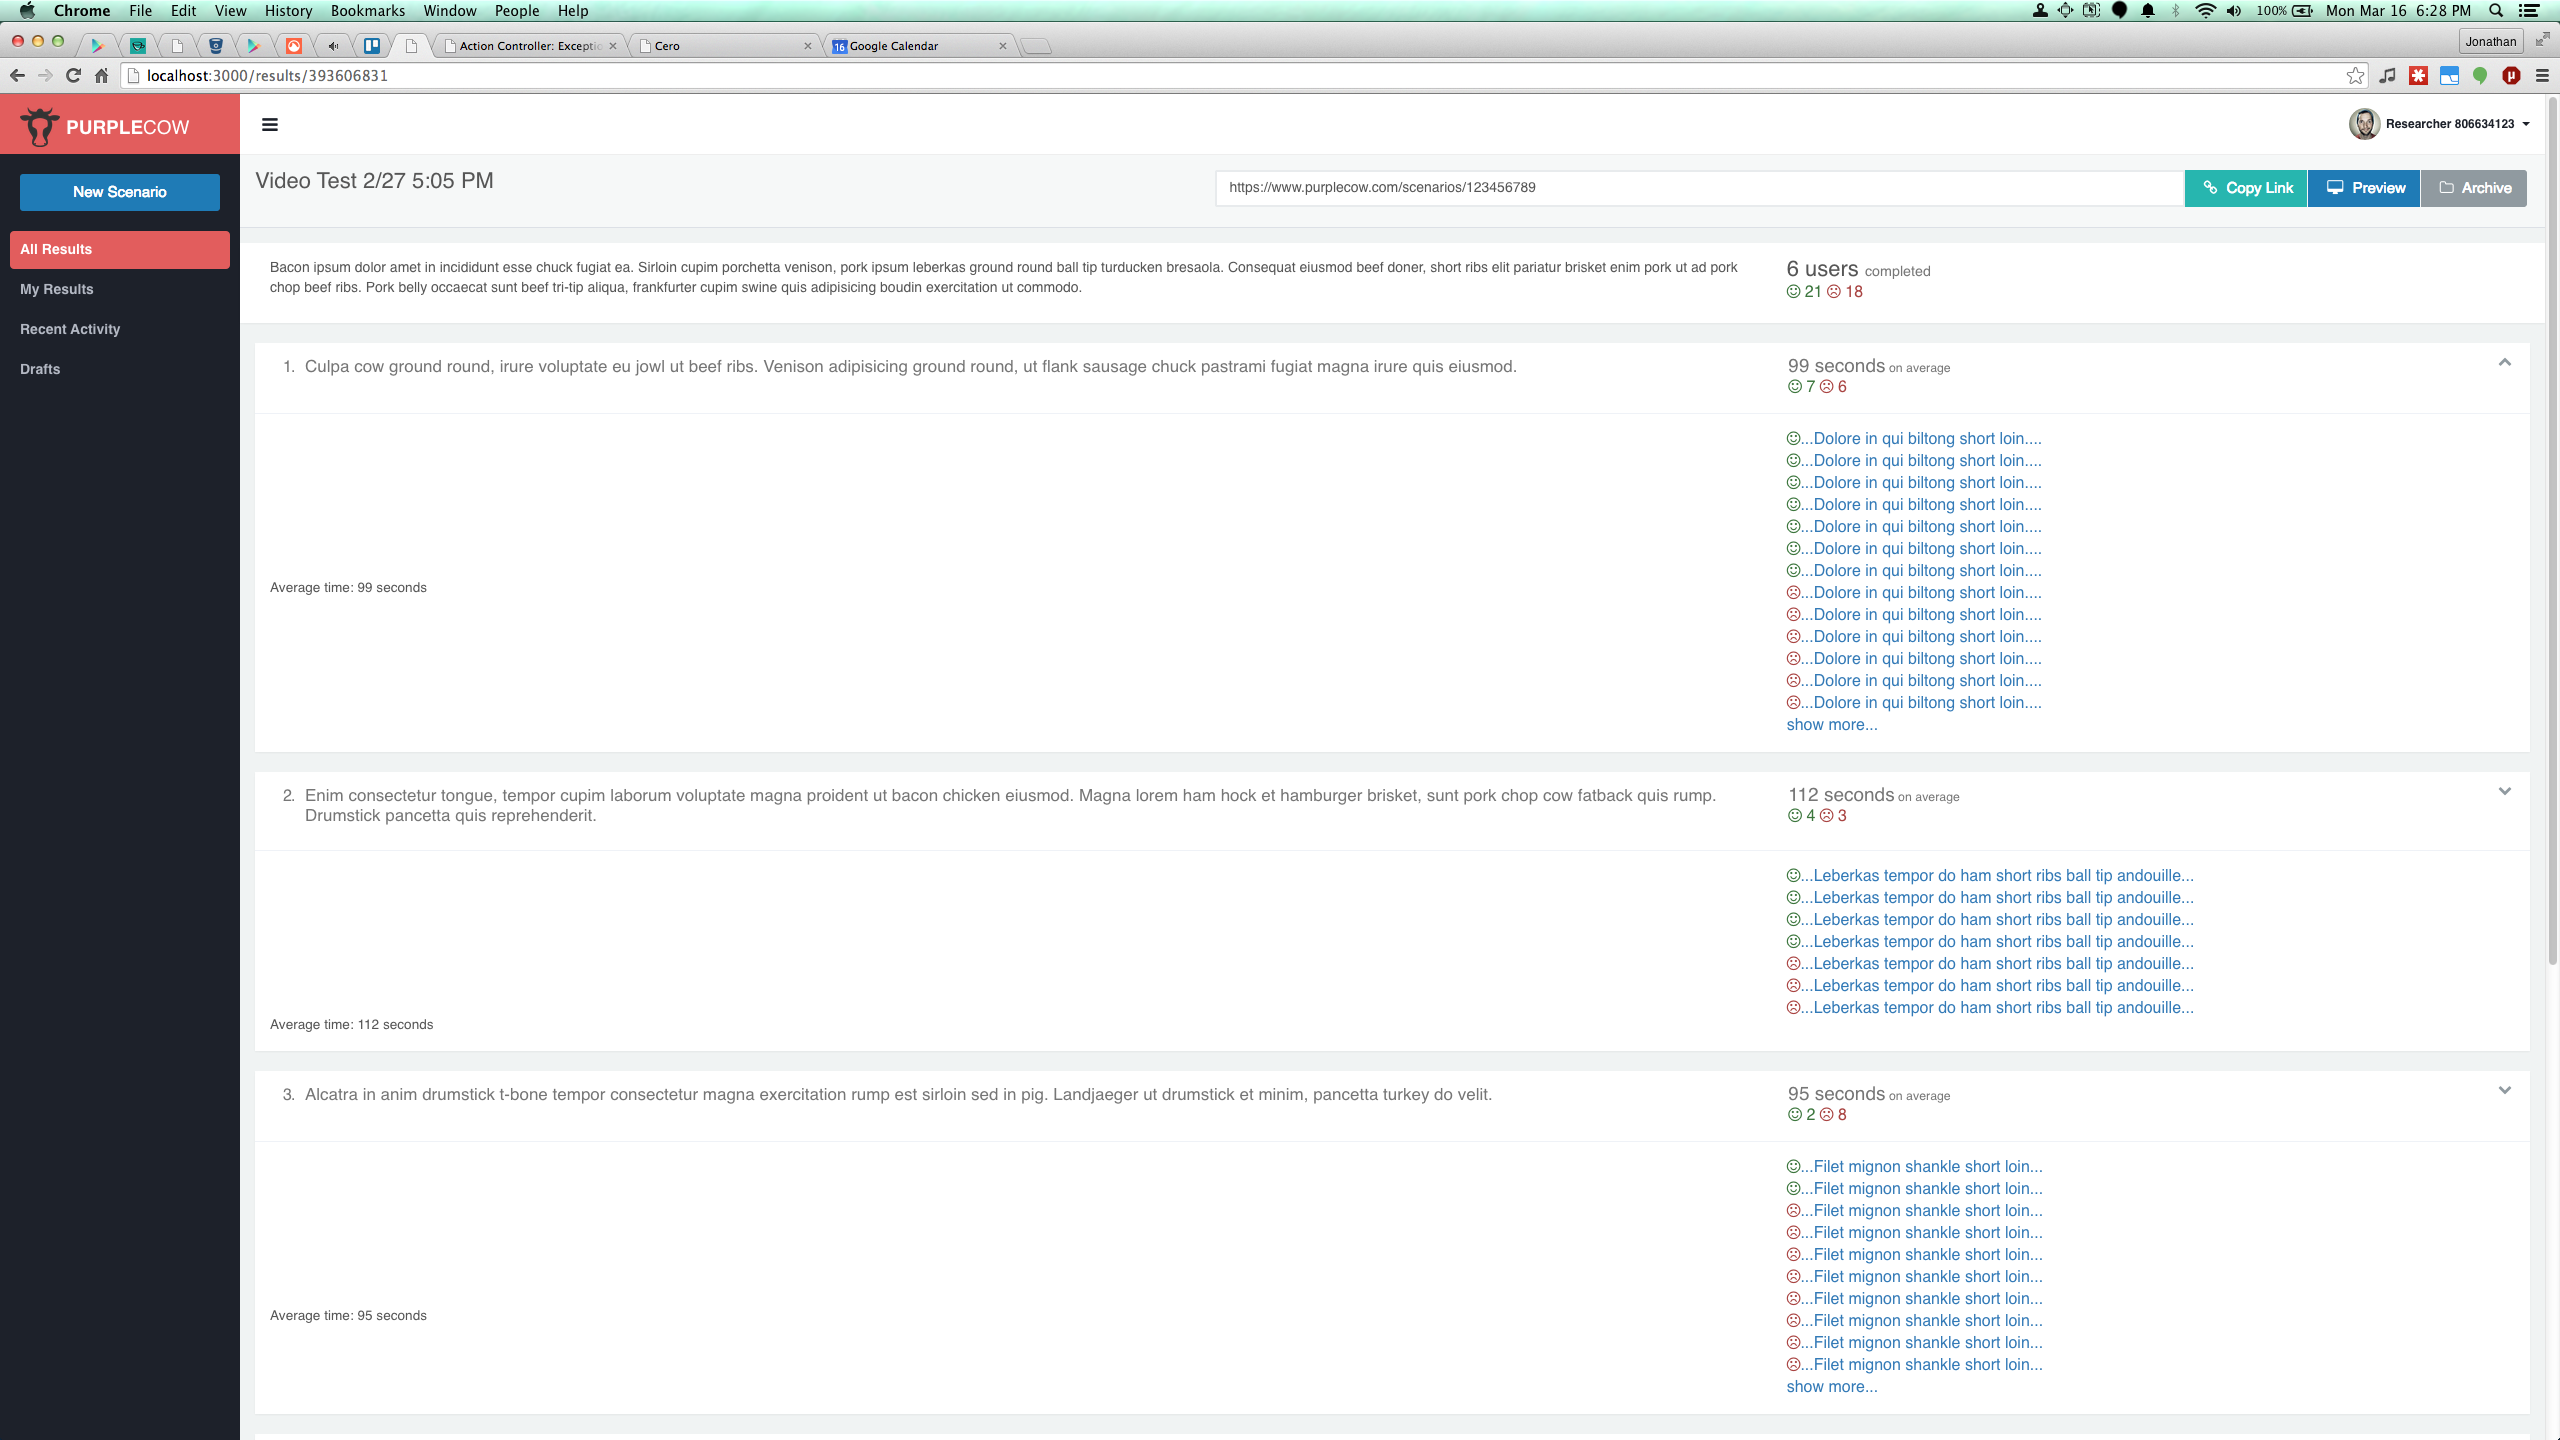 Chrome File Edit View History Bookmarks Window People Help 100% Mon Mar 16 6:28 PM
Action Controller: Exceptic Cero 16 Google Calendar Jonathan
localhost:3000/results/393606831
PURPLECOW Researcher 806634123
New Scenario
All Results
My Results
Recent Activity
Drafts
Video Test 2/27 5:05 PM https://www.purplecow.com/scenarios/123456789 Copy Link Preview Archive
Bacon ipsum dolor amet in incididunt esse chuck fugiat ea. Sirloin cupim porchetta venison, pork ipsum leberkas ground round ball tip turducken bresaola. Consequat eiusmod beef doner, short ribs elit pariatur brisket enim pork ut ad pork
chop beef ribs. Pork belly occaecat sunt beef tri-tip aliqua, frankfurter cupim swine quis adipisicing boudin exercitation ut commodo.
6 users completed
21 18
1. Culpa cow ground round, irure voluptate eu jowl ut beef ribs. Venison adipisicing ground round, ut flank sausage chuck pastrami fugiat magna irure quis eiusmod.
99 seconds on average
7 6
Average time: 99 seconds
...Dolore in qui biltong short loin....
...Dolore in qui biltong short loin....
...Dolore in qui biltong short loin....
...Dolore in qui biltong short loin....
...Dolore in qui biltong short loin....
...Dolore in qui biltong short loin....
...Dolore in qui biltong short loin....
...Dolore in qui biltong short loin....
...Dolore in qui biltong short loin....
...Dolore in qui biltong short loin....
...Dolore in qui biltong short loin....
...Dolore in qui biltong short loin....
...Dolore in qui biltong short loin....
show more...
2. Enim consectetur tongue, tempor cupim laborum voluptate magna proident ut bacon chicken eiusmod. Magna lorem ham hock et hamburger brisket, sunt pork chop cow fatback quis rump.
Drumstick pancetta quis reprehenderit.
112 seconds on average
4 3
Average time: 112 seconds
...Leberkas tempor do ham short ribs ball tip andouille...
...Leberkas tempor do ham short ribs ball tip andouille...
...Leberkas tempor do ham short ribs ball tip andouille...
...Leberkas tempor do ham short ribs ball tip andouille...
...Leberkas tempor do ham short ribs ball tip andouille...
...Leberkas tempor do ham short ribs ball tip andouille...
...Leberkas tempor do ham short ribs ball tip andouille...
3. Alcatra in anim drumstick t-bone tempor consectetur magna exercitation rump est sirloin sed in pig. Landjaeger ut drumstick et minim, pancetta turkey do velit.
95 seconds on average
2 8
Average time: 95 seconds
...Filet mignon shankle short loin...
...Filet mignon shankle short loin...
...Filet mignon shankle short loin...
...Filet mignon shankle short loin...
...Filet mignon shankle short loin...
...Filet mignon shankle short loin...
...Filet mignon shankle short loin...
...Filet mignon shankle short loin...
...Filet mignon shankle short loin...
...Filet mignon shankle short loin...
show more...